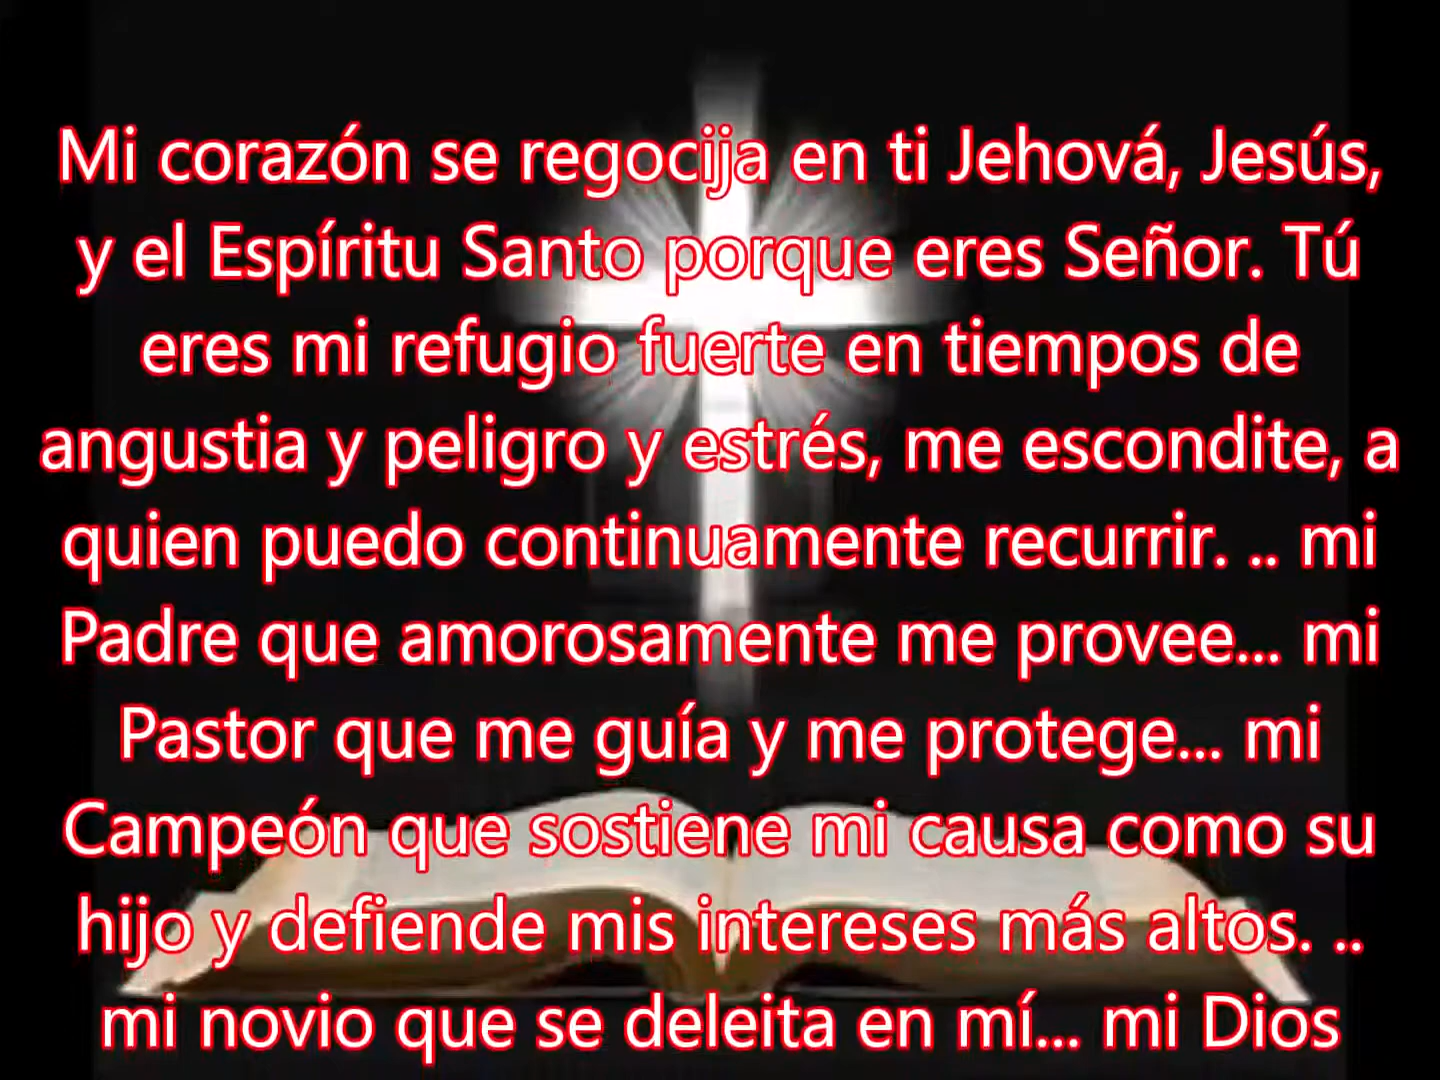 Mi corazón se regocija en ti Jehová, Jesús,
y el Espíritu Santo porque eres Señor. Tú
eres mi refugio fuerte en tiempos de
angustia y peligro y estrés, me escondite, a
quien puedo continuamente recurrir. .. mi
Padre que amorosamente me provee... mi
Pastor que me guía y me protege... mi
Campeón que sostiene mi causa como su
hijo y defiende mis intereses más altos. ..
mi novio que se deleita en mí... mi Dios